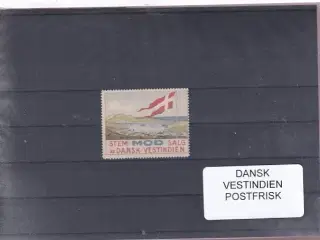 STEM MOD SALG
AF DANSK-VESTINDIEN
DANSK
VESTINDIEN
POSTFRISK